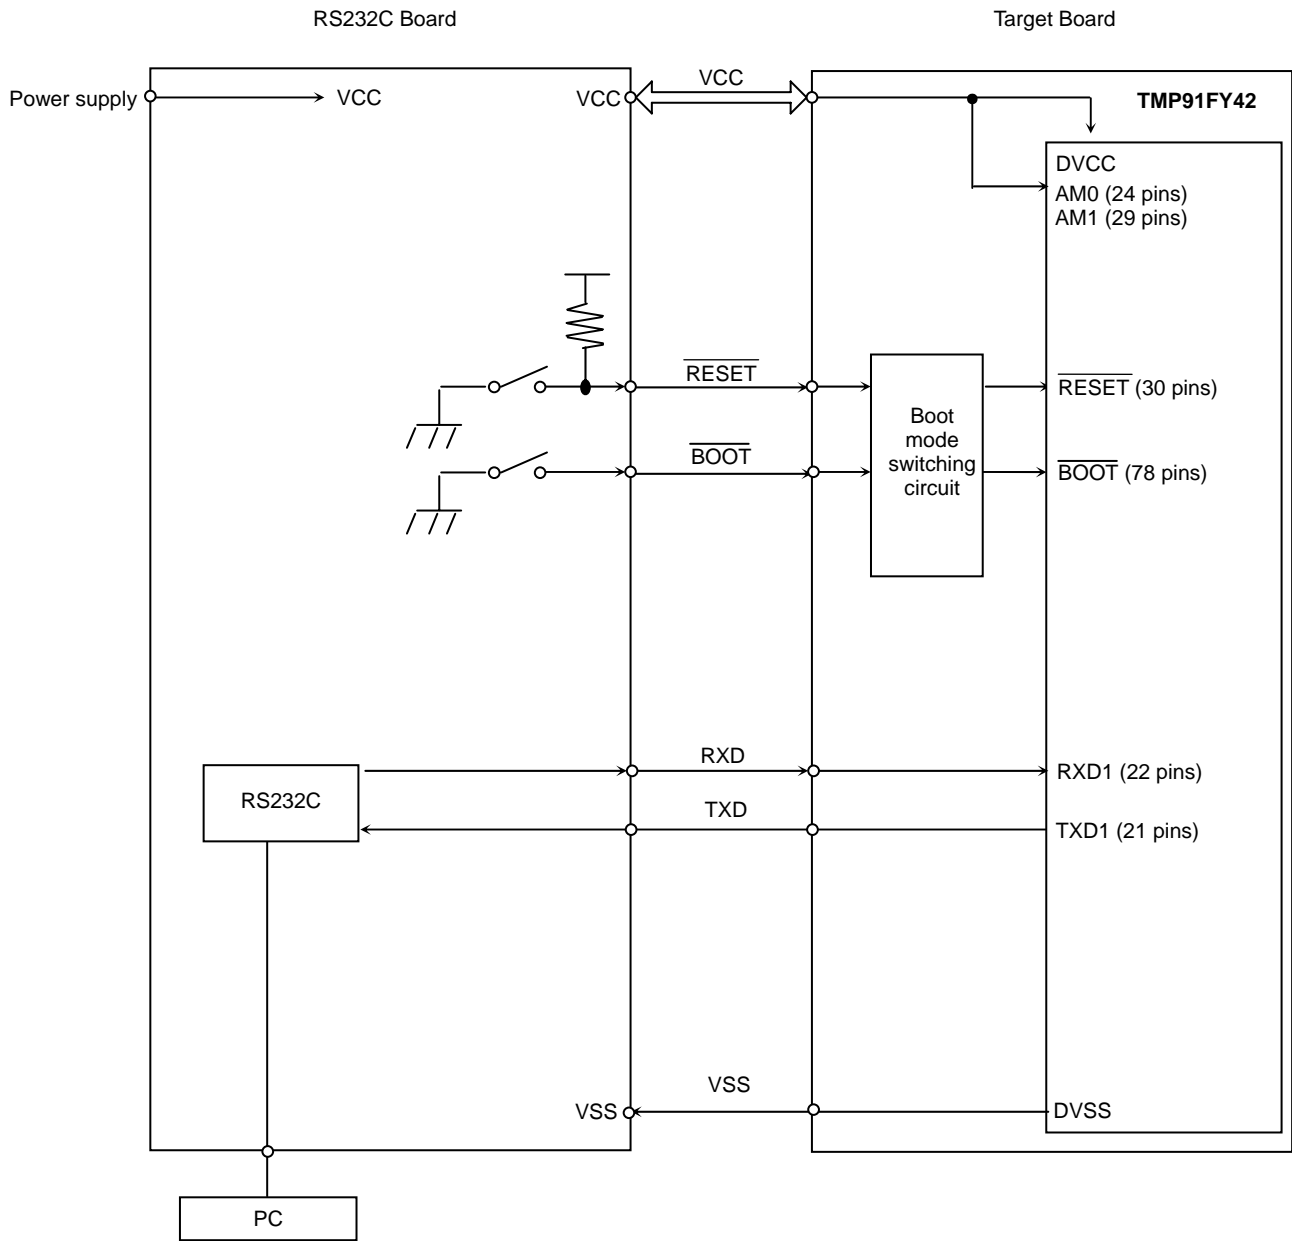 RS232C Board
Target Board
Power supply
VCC
VCC
VCC
TMP91FY42
DVCC
AM0 (24 pins)
AM1 (29 pins)
RESET
Boot
mode
switching
circuit
RESET (30 pins)
BOOT
BOOT (78 pins)
RS232C
RXD
RXD1 (22 pins)
TXD
TXD1 (21 pins)
VSS
VSS
DVSS
PC